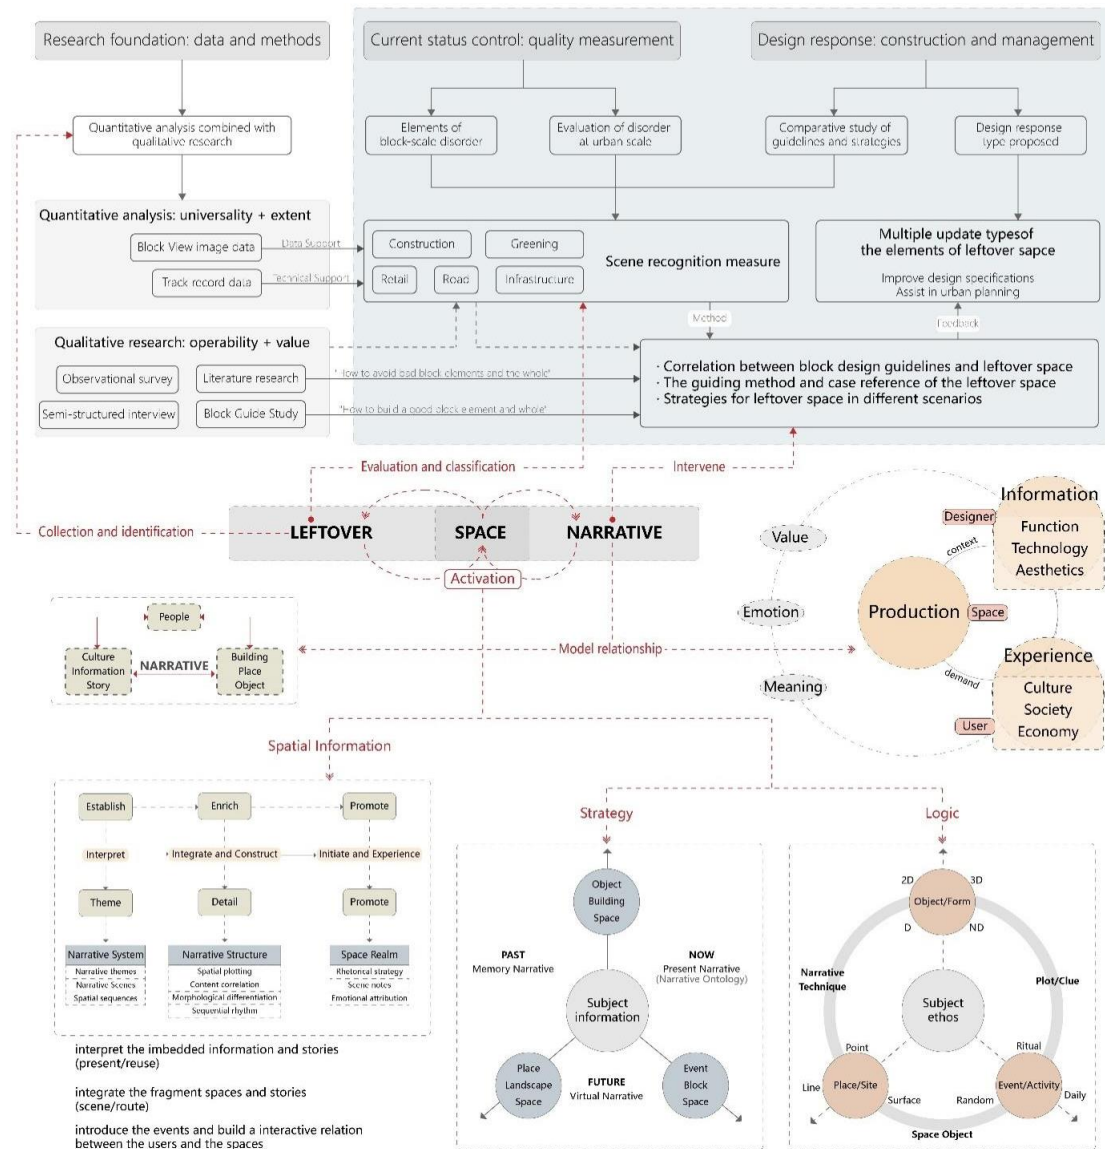 Research foundation: data and methods
Current status control: quality measurement
Design response: construction and management
Quantitative analysis combined with
qualitative research
Elements of
block-scale disorder
Evaluation of disorder
at urban scale
Comparative study of
guidelines and strategies
Design response
type proposed
Quantitative analysis: universality + extent
Block View image data
Track record data
Data Support
Technical Support
Construction
Greening
Retail
Road
Infrastructure
Scene recognition measure
Multiple update typesof
the elements of leftover sapce
Improve design specifications
Assist in urban planning
Method
Feedback
Qualitative research: operability + value
Observational survey
Literature research
Semi-structured interview
Block Guide Study
"How to avoid bad block elements and the whole"
"How to build a good block element and whole"
· Correlation between block design guidelines and leftover space
· The guiding method and case reference of the leftover space
· Strategies for leftover space in different scenarios
Evaluation and classification
Intervene
Collection and identification
LEFTOVER
SPACE
NARRATIVE
Activation
People
Culture
Information
Story
NARRATIVE
Building
Place
Object
Model relationship
Value
Emotion
Meaning
Production
Designer
Space
User
context
demand
Information
Function
Technology
Aesthetics
Experience
Culture
Society
Economy
Spatial Information
Establish
Enrich
Promote
Interpret
Integrate and Construct
Initiate and Experience
Theme
Detail
Promote
Narrative System
Narrative themes
Narrative Scenes
Spatial sequences
Narrative Structure
Spatial plotting
Content correlation
Morphological differentiation
Sequential rhythm
Space Realm
Rhetorical strategy
Scene notes
Emotional attribution
interpret the imbedded information and stories
(present/reuse)
integrate the fragment spaces and stories
(scene/route)
introduce the events and build a interactive relation
between the users and the spaces
Strategy
Object
Building
Space
PAST
Memory Narrative
NOW
Present Narrative
(Narrative Ontology)
Subject
information
Place
Landscape
Space
FUTURE
Virtual Narrative
Event
Block
Space
Logic
2D
3D
Object/Form
D
ND
Narrative
Technique
Plot/Clue
Subject
ethos
Point
Ritual
Line
Place/Site
Surface
Random
Event/Activity
Daily
Space Object